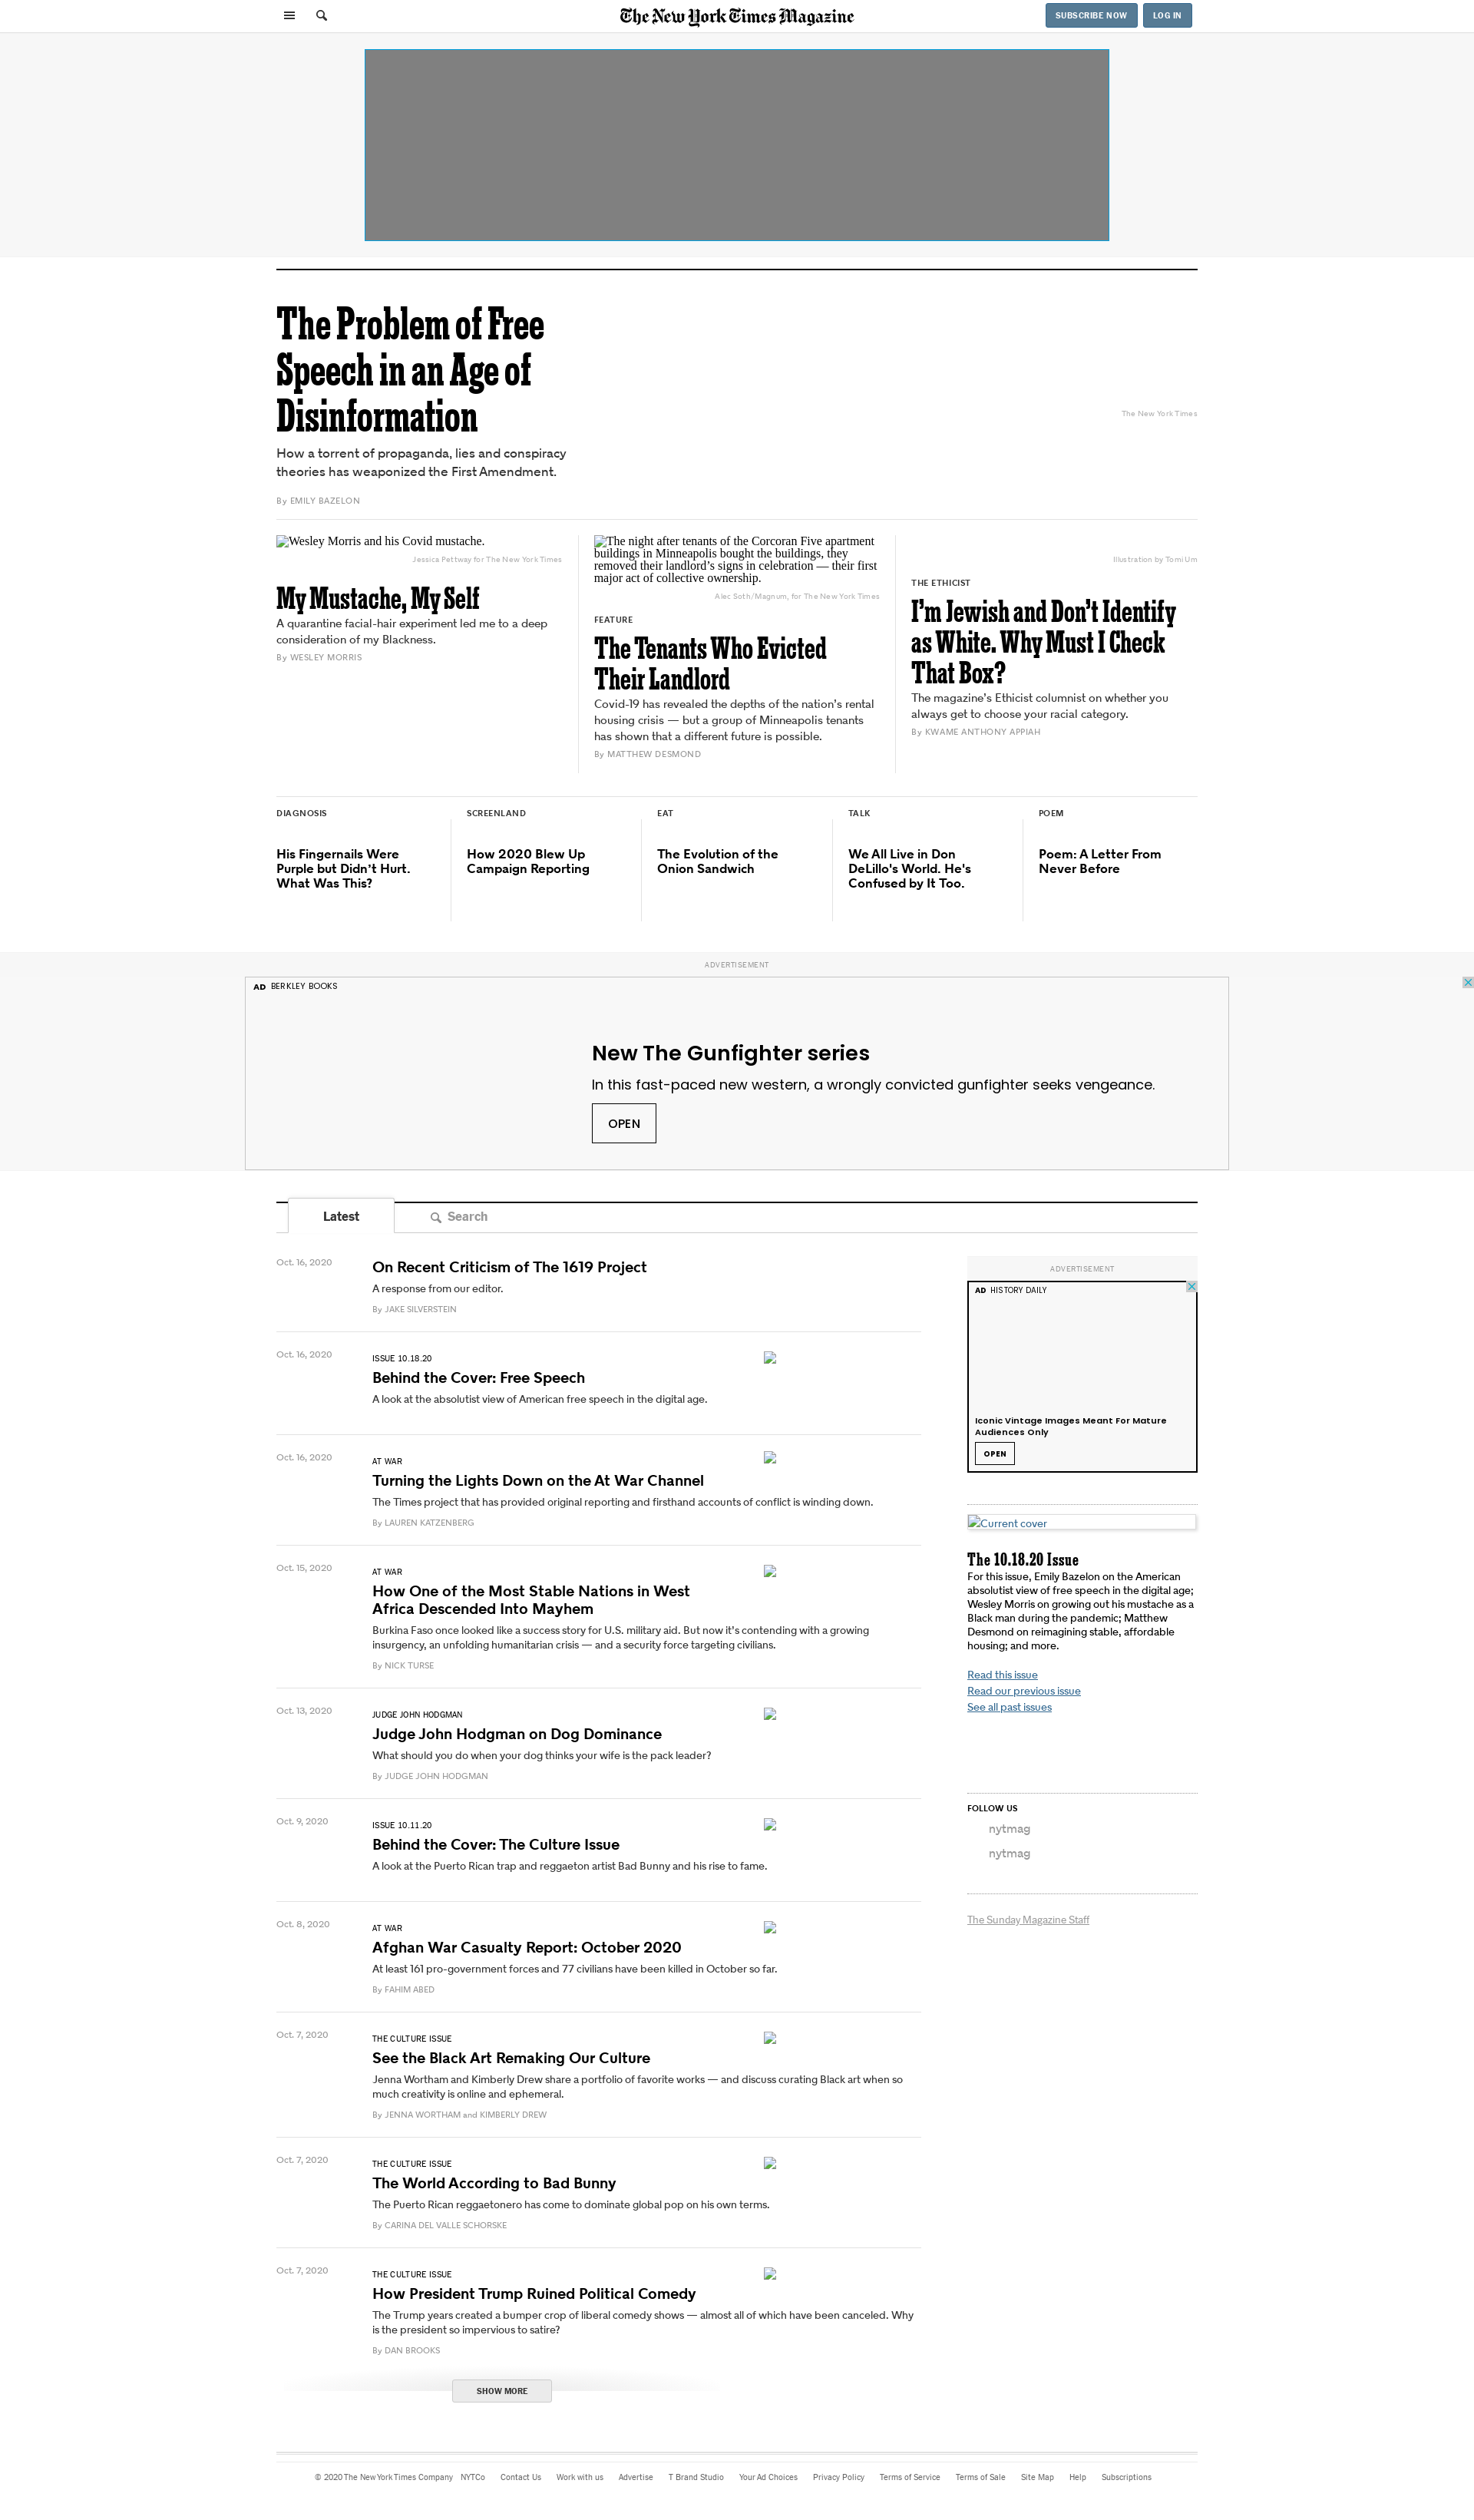 The New York Times Magazine
SUBSCRIBE NOW
LOG IN
The Problem of Free
Speech in an Age of
Disinformation
How a torrent of propaganda, lies and conspiracy
theories has weaponized the First Amendment.
By EMILY BAZELON
The New York Times
Wesley Morris and his Covid mustache.
Jessica Pettway for The New York Times
My Mustache, My Self
A quarantine facial-hair experiment led me to a deep
consideration of my Blackness.
By WESLEY MORRIS
The night after tenants of the Corcoran Five apartment
buildings in Minneapolis bought the buildings, they
removed their landlord’s signs in celebration — their first
major act of collective ownership.
Alec Soth/Magnum, for The New York Times
FEATURE
The Tenants Who Evicted
Their Landlord
Covid-19 has revealed the depths of the nation’s rental
housing crisis — but a group of Minneapolis tenants
has shown that a different future is possible.
By MATTHEW DESMOND
Illustration by Tomi Um
THE ETHICIST
I’m Jewish and Don’t Identify
as White. Why Must I Check
That Box?
The magazine’s Ethicist columnist on whether you
always get to choose your racial category.
By KWAME ANTHONY APPIAH
DIAGNOSIS
His Fingernails Were
Purple but Didn’t Hurt.
What Was This?
SCREENLAND
How 2020 Blew Up
Campaign Reporting
EAT
The Evolution of the
Onion Sandwich
TALK
We All Live in Don
DeLillo's World. He's
Confused by It Too.
POEM
Poem: A Letter From
Never Before
ADVERTISEMENT
AD BERKLEY BOOKS
New The Gunfighter series
In this fast-paced new western, a wrongly convicted gunfighter seeks vengeance.
OPEN
Latest
Search
Oct. 16, 2020
On Recent Criticism of The 1619 Project
A response from our editor.
By JAKE SILVERSTEIN
Oct. 16, 2020
ISSUE 10.18.20
Behind the Cover: Free Speech
A look at the absolutist view of American free speech in the digital age.
Oct. 16, 2020
AT WAR
Turning the Lights Down on the At War Channel
The Times project that has provided original reporting and firsthand accounts of conflict is winding down.
By LAUREN KATZENBERG
Oct. 15, 2020
AT WAR
How One of the Most Stable Nations in West
Africa Descended Into Mayhem
Burkina Faso once looked like a success story for U.S. military aid. But now it’s contending with a growing
insurgency, an unfolding humanitarian crisis — and a security force targeting civilians.
By NICK TURSE
Oct. 13, 2020
JUDGE JOHN HODGMAN
Judge John Hodgman on Dog Dominance
What should you do when your dog thinks your wife is the pack leader?
By JUDGE JOHN HODGMAN
Oct. 9, 2020
ISSUE 10.11.20
Behind the Cover: The Culture Issue
A look at the Puerto Rican trap and reggaeton artist Bad Bunny and his rise to fame.
Oct. 8, 2020
AT WAR
Afghan War Casualty Report: October 2020
At least 161 pro-government forces and 77 civilians have been killed in October so far.
By FAHIM ABED
Oct. 7, 2020
THE CULTURE ISSUE
See the Black Art Remaking Our Culture
Jenna Wortham and Kimberly Drew share a portfolio of favorite works — and discuss curating Black art when so
much creativity is online and ephemeral.
By JENNA WORTHAM and KIMBERLY DREW
Oct. 7, 2020
THE CULTURE ISSUE
The World According to Bad Bunny
The Puerto Rican reggaetonero has come to dominate global pop on his own terms.
By CARINA DEL VALLE SCHORSKE
Oct. 7, 2020
THE CULTURE ISSUE
How President Trump Ruined Political Comedy
The Trump years created a bumper crop of liberal comedy shows — almost all of which have been canceled. Why
is the president so impervious to satire?
By DAN BROOKS
SHOW MORE
ADVERTISEMENT
AD HISTORY DAILY
Iconic Vintage Images Meant For Mature
Audiences Only
OPEN
Current cover
The 10.18.20 Issue
For this issue, Emily Bazelon on the American
absolutist view of free speech in the digital age;
Wesley Morris on growing out his mustache as a
Black man during the pandemic; Matthew
Desmond on reimagining stable, affordable
housing; and more.
Read this issue
Read our previous issue
See all past issues
FOLLOW US
nytmag
nytmag
The Sunday Magazine Staff
© 2020 The New York Times Company NYTCo Contact Us Work with us Advertise T Brand Studio Your Ad Choices Privacy Policy Terms of Service Terms of Sale Site Map Help Subscriptions